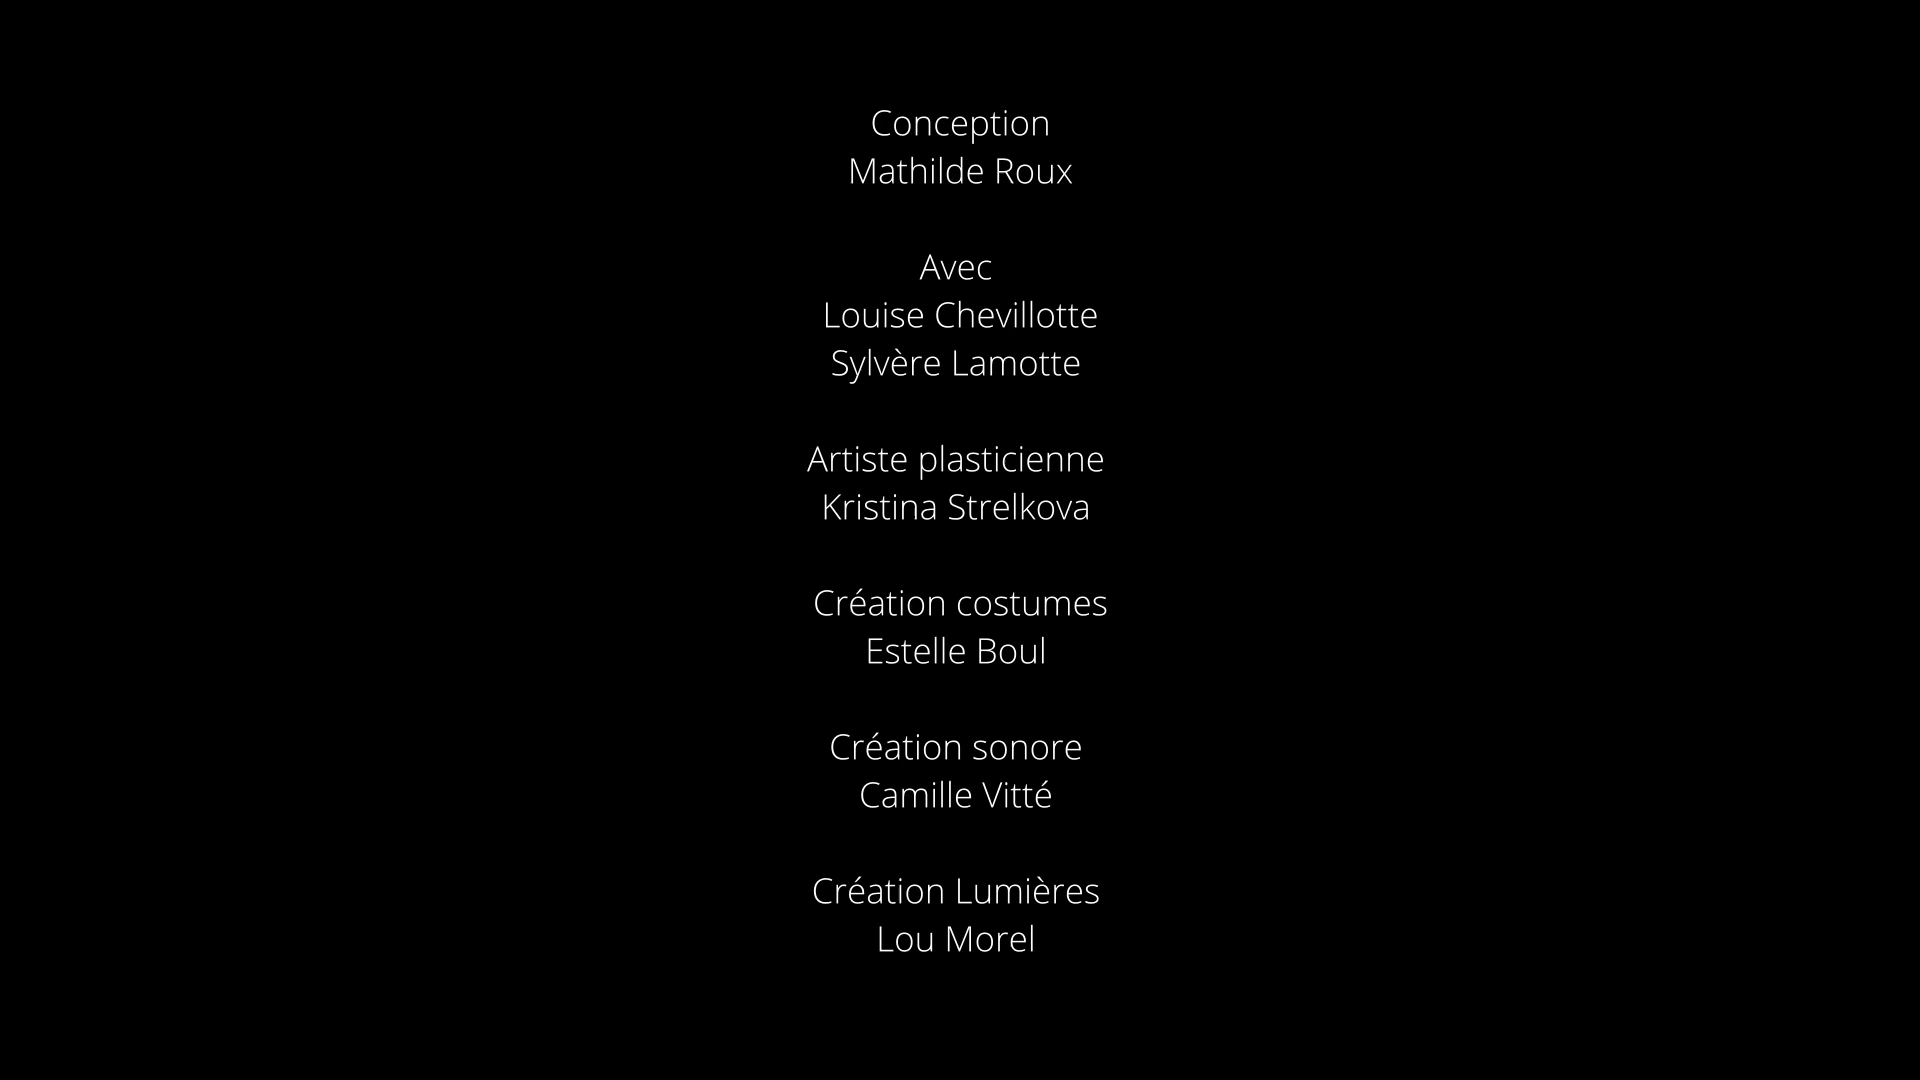 Conception
Mathilde Roux
Avec
Louise Chevillotte
Sylvère Lamotte
Artiste plasticienne
Kristina Strelkova
Création costumes
Estelle Boul
Création sonore
Camille Vitté
Création Lumières
Lou Morel